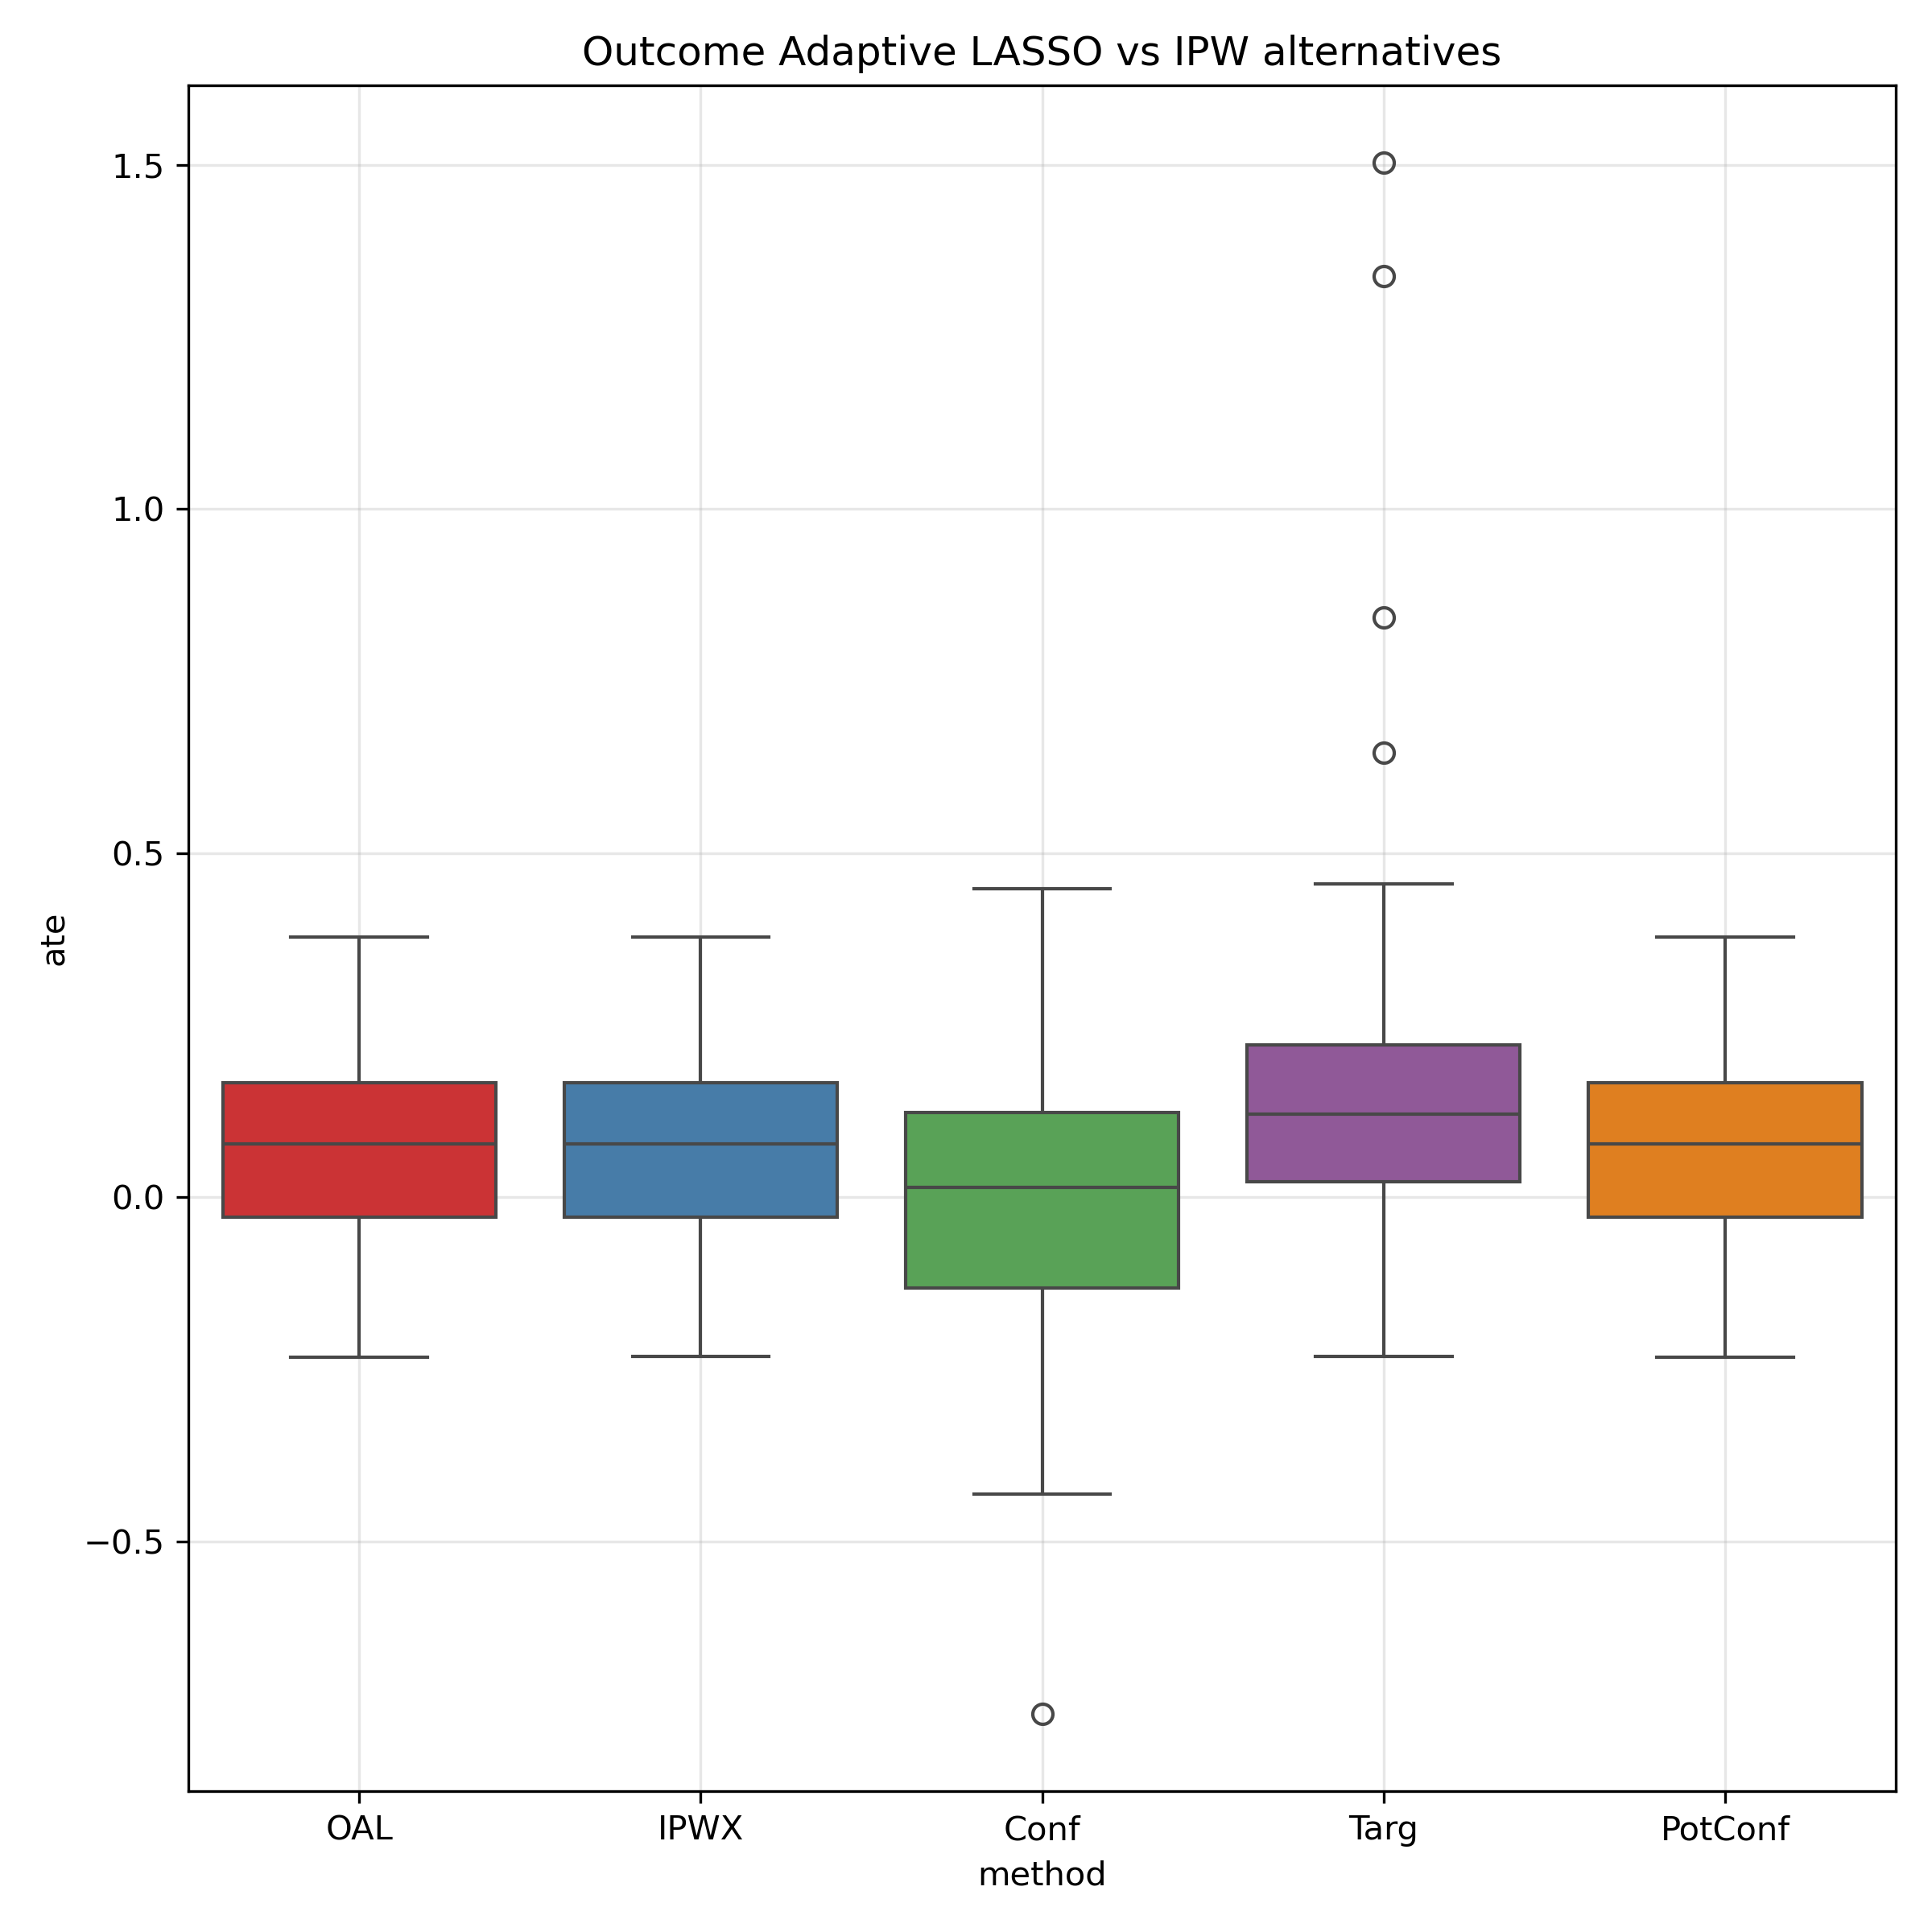 Outcome Adaptive LASSO vs IPW alternatives
1.5
1.0
0.5
0.0
−0.5
ate
OAL IPWX Conf Targ PotConf
method